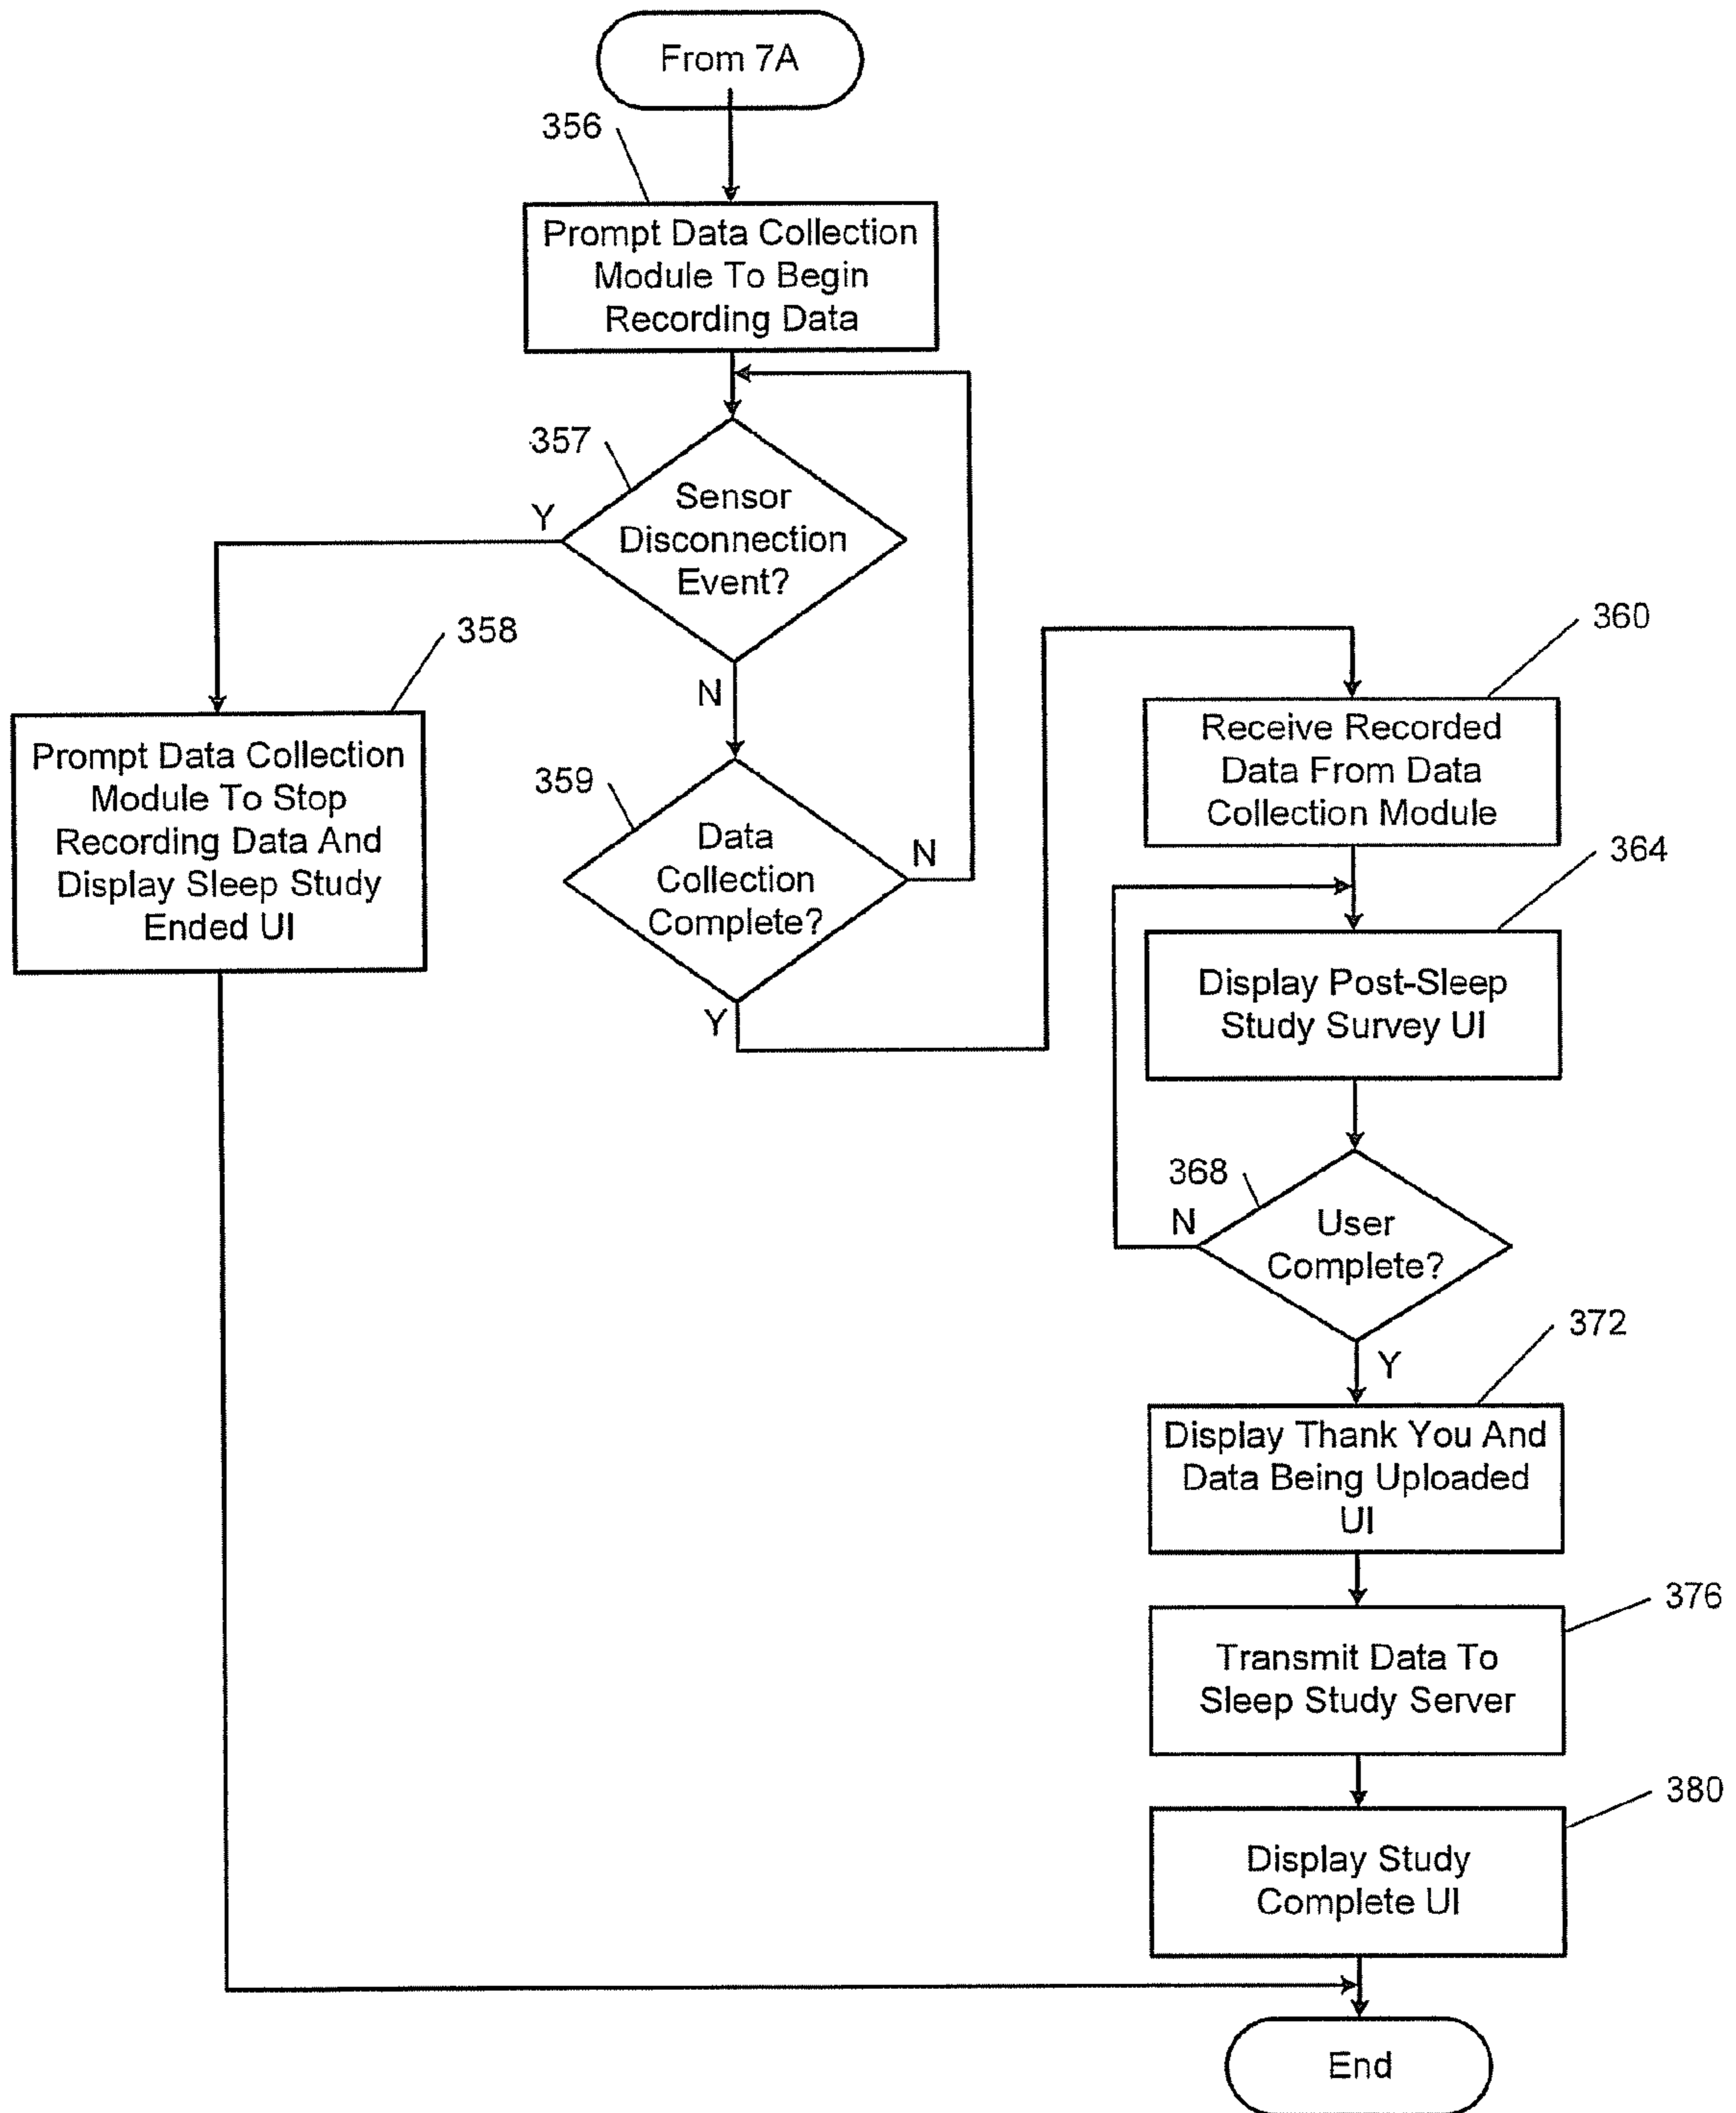 From 7A
356
Prompt Data Collection
Module To Begin
Recording Data
357
Sensor
Disconnection
Event?
Y
N
358
Prompt Data Collection
Module To Stop
Recording Data And
Display Sleep Study
Ended UI
359
Data
Collection
Complete?
N
Y
360
Receive Recorded
Data From Data
Collection Module
364
Display Post-Sleep
Study Survey UI
368
User
Complete?
N
Y
372
Display Thank You And
Data Being Uploaded
UI
376
Transmit Data To
Sleep Study Server
380
Display Study
Complete UI
End